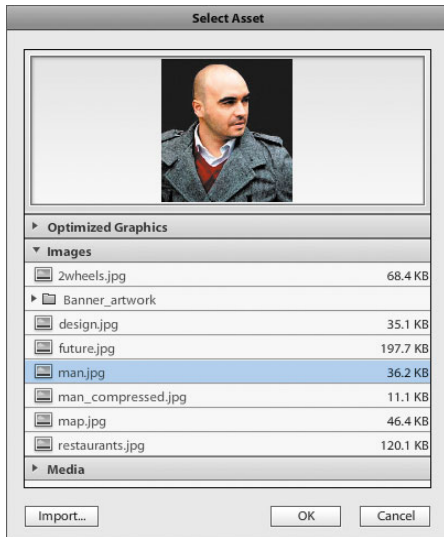 Select Asset
Optimized Graphics
Images
2wheels.jpg 68.4 KB
Banner_artwork
design.jpg 35.1 KB
future.jpg 197.7 KB
man.jpg 36.2 KB
man_compressed.jpg 11.1 KB
map.jpg 46.4 KB
restaurants.jpg 120.1 KB
Media
Import... OK Cancel